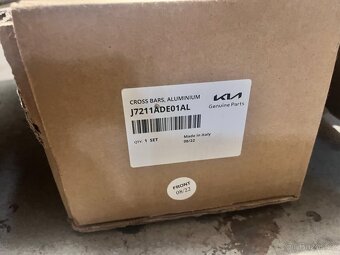 CROSS BARS, ALUMINIUM
J7211ADE01AL
KIA
Genuine Parts
QTY. 1 SET
Made in Italy
08/22
FRONT
08/22